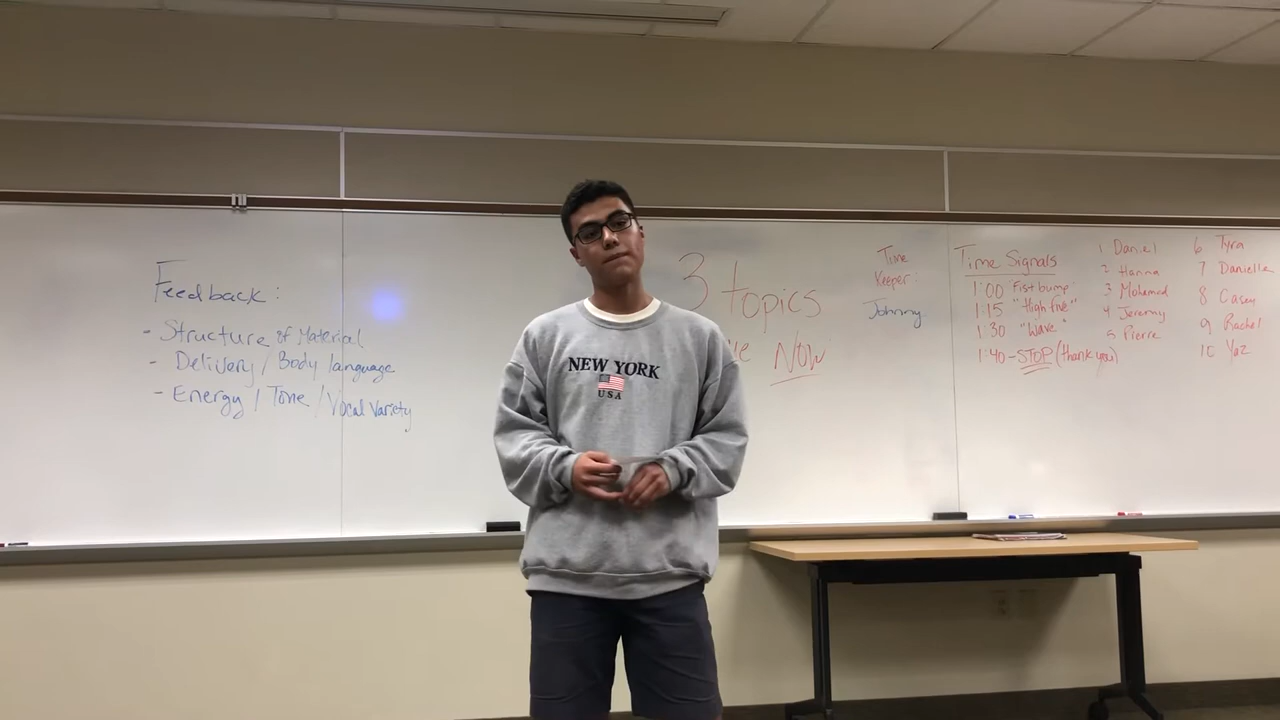 Feedback:
- Structure of Material
- Delivery / Body language
- Energy / Tone / Vocal Variety
NEW YORK
USA
3 topics
NOW
Time
Keeper:
Johnny
Time Signals
1:00 Fist bump
1:15 "High five"
1:30 "Wave"
1:40 - STOP (thank you)
1 Daniel
2 Hanna
3 Mohamed
4 Jeremy
5 Pierre
6 Tyra
7 Danielle
8 Casey
9 Rachel
10 Yaz